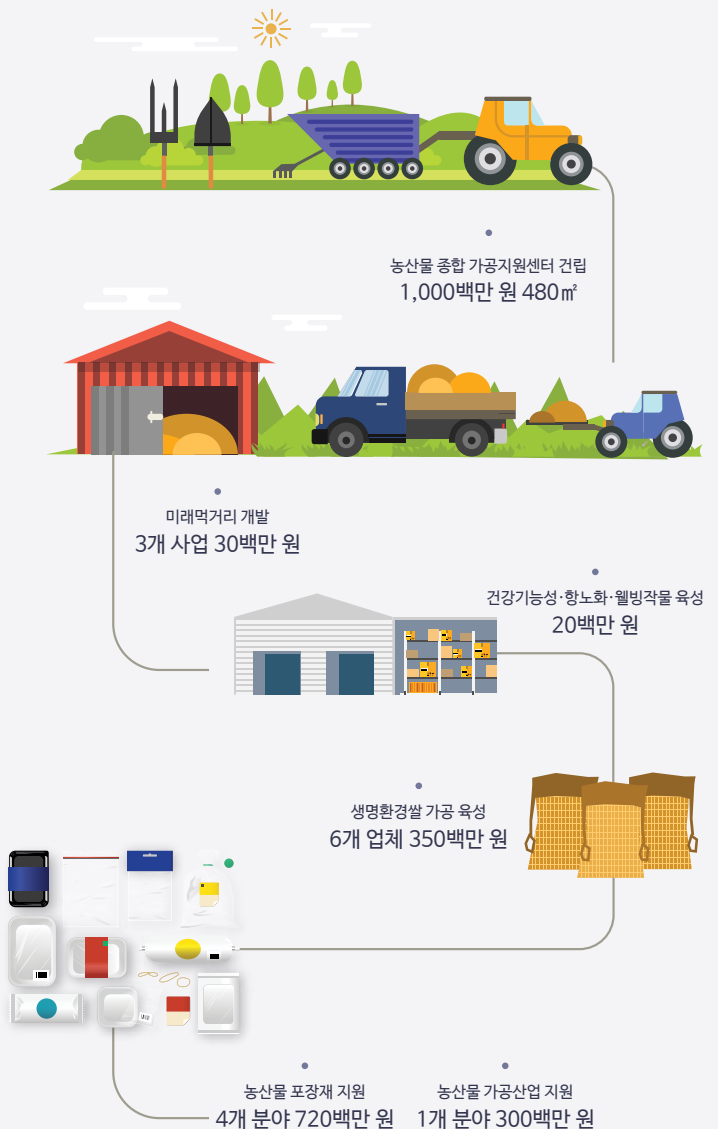 농산물 종합 가공지원센터 건립
1,000백만 원 480㎡
미래먹거리 개발
3개 사업 30백만 원
건강기능성·항노화·웰빙작물 육성
20백만 원
생명환경쌀 가공 육성
6개 업체 350백만 원
농산물 포장재 지원
4개 분야 720백만 원
농산물 가공산업 지원
1개 분야 300백만 원